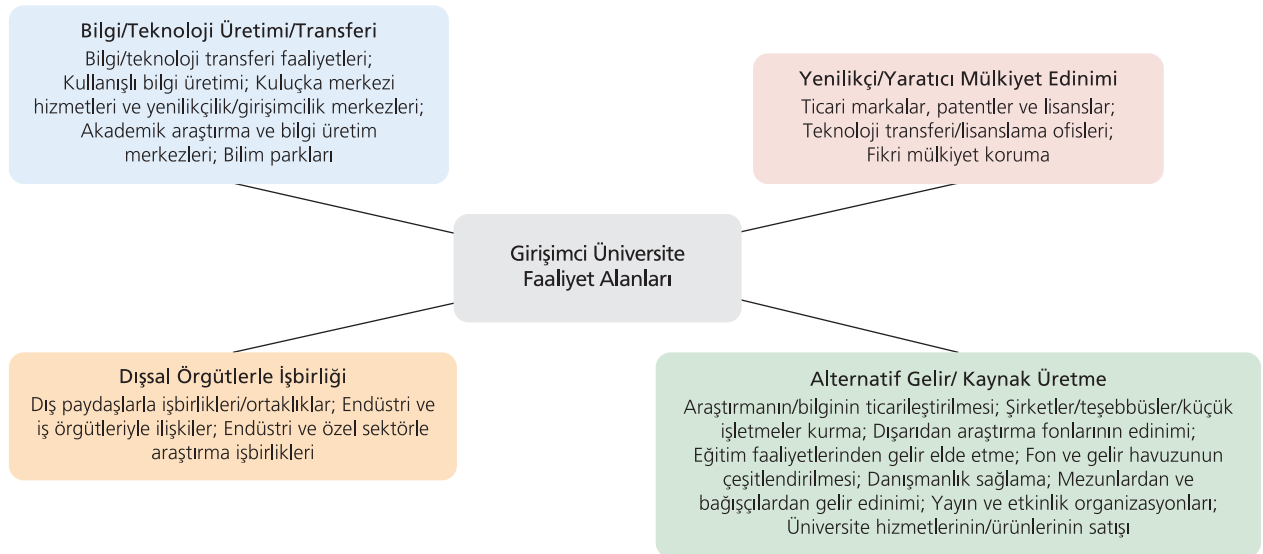 Bilgi/Teknoloji Üretimi/Transferi
Bilgi/teknoloji transferi faaliyetleri;
Kullanışlı bilgi üretimi; Kuluçka merkezi
hizmetleri ve yenilikçilik/girişimcilik merkezleri;
Akademik araştırma ve bilgi üretim
merkezleri; Bilim parkları
Yenilikçi/Yaratıcı Mülkiyet Edinimi
Ticari markalar, patentler ve lisanslar;
Teknoloji transferi/lisanslama ofisleri;
Fikri mülkiyet koruma
Girişimci Üniversite
Faaliyet Alanları
Dışsal Örgütlerle İşbirliği
Dış paydaşlarla işbirlikleri/ortaklıklar; Endüstri ve
iş örgütleriyle ilişkiler; Endüstri ve özel sektörle
araştırma işbirlikleri
Alternatif Gelir/ Kaynak Üretme
Araştırmanın/bilginin ticarileştirilmesi; Şirketler/teşebbüsler/küçük
işletmeler kurma; Dışarıdan araştırma fonlarının edinimi;
Eğitim faaliyetlerinden gelir elde etme; Fon ve gelir havuzunun
çeşitlendirilmesi; Danışmanlık sağlama; Mezunlardan ve
bağışçılardan gelir edinimi; Yayın ve etkinlik organizasyonları;
Üniversite hizmetlerinin/ürünlerinin satışı